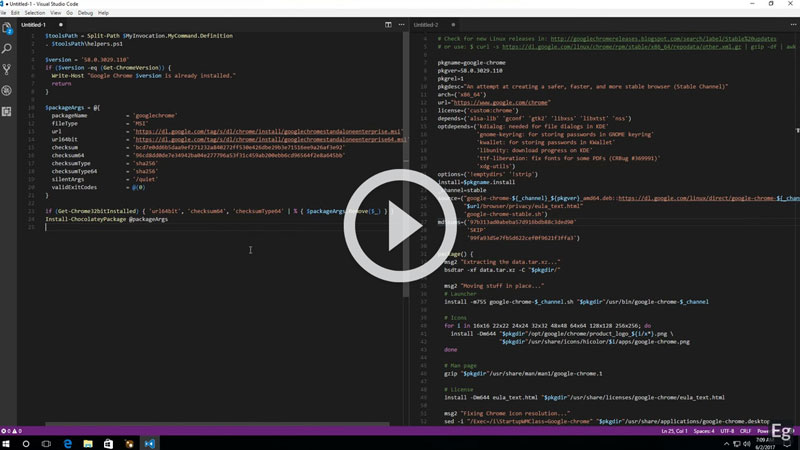 Untitled-1 - Visual Studio Code
File Edit Selection View Go Debug Help
Untitled-1
$toolsPath = Split-Path $MyInvocation.MyCommand.Definition
. $toolsPath\helpers.ps1
$version = '58.0.3029.110'
if ($version -eq (Get-ChromeVersion)) {
Write-Host "Google Chrome $version is already installed."
return
}
$packageArgs = @{
packageName = 'googlechrome'
fileType = 'MSI'
url = 'https://dl.google.com/tag/s/dl/chrome/install/googlechromestandaloneenterprise.msi'
url64bit = 'https://dl.google.com/tag/s/dl/chrome/install/googlechromestandaloneenterprise64.msi'
checksum =
checksum64 =
checksumType = 'sha256'
checksumType64 = 'sha256'
silentArgs = '/quiet'
validExitCodes = @(0)
}
if (Get-Chrome32bitInstalled) { 'url64bit', 'checksum64', 'checksumType64' | % { $packageArgs.Remove($_) } }
Install-ChocolateyPackage @packageArgs
Untitled-2
# Check for new Linux releases in: http://googlechromereleases.blogspot.com/search/label/Stable%20updates
# or use: $ curl -s https://dl.google.com/linux/chrome/rpm/stable/x86_64/repodata/other.xml.gz | gzip -df | awk
pkgname=google-chrome
pkgver=58.0.3029.110
pkgrel=1
pkgdesc="An attempt at creating a safer, faster, and more stable browser (Stable Channel)"
arch=('x86_64')
url="https://www.google.com/chrome"
license=('custom:chrome')
depends=('alsa-lib' 'gconf' 'gtk2' 'libxss' 'libxtst' 'nss')
optdepends=('kdialog: needed for file dialogs in KDE'
'gnome-keyring: for storing passwords in GNOME keyring'
'kwallet: for storing passwords in KWallet'
'libunity: download progress on KDE'
'ttf-liberation: fix fonts for some PDFs (CRBug #369991)'
'xdg-utils')
options=('!emptydirs' '!strip')
install=$pkgname.install
_channel=stable
source=("google-chrome-${_channel}_${pkgver}_amd64.deb::https://dl.google.com/linux/direct/google-chrome-${_
"$url/browser/privacy/eula_text.html"
"google-chrome-stable.sh")
'SKIP'
package() {
msg2 "Extracting the data.tar.xz..."
bsdtar -xf data.tar.xz -C "$pkgdir/"
msg2 "Moving stuff in place..."
# Launcher
install -m755 google-chrome-$_channel.sh "$pkgdir"/usr/bin/google-chrome-$_channel
# Icons
for i in 16x16 22x22 24x24 32x32 48x48 64x64 128x128 256x256; do
install -Dm644 "$pkgdir"/opt/google/chrome/product_logo_${i/x*}.png \
"$pkgdir"/usr/share/icons/hicolor/$i/apps/google-chrome.png
done
# Man page
gzip "$pkgdir"/usr/share/man/man1/google-chrome.1
# License
install -Dm644 eula_text.html "$pkgdir"/usr/share/licenses/google-chrome/eula_text.html
msg2 "Fixing Chrome icon resolution..."
sed -i "/Exec=/i\StartupWMClass=Google-chrome" "$pkgdir"/usr/share/applications/google-chrome.desktop
0 0
Ln 25, Col 1 Spaces: 4 UTF-8 CRLF
Eg
7:09 AM
6/2/2017